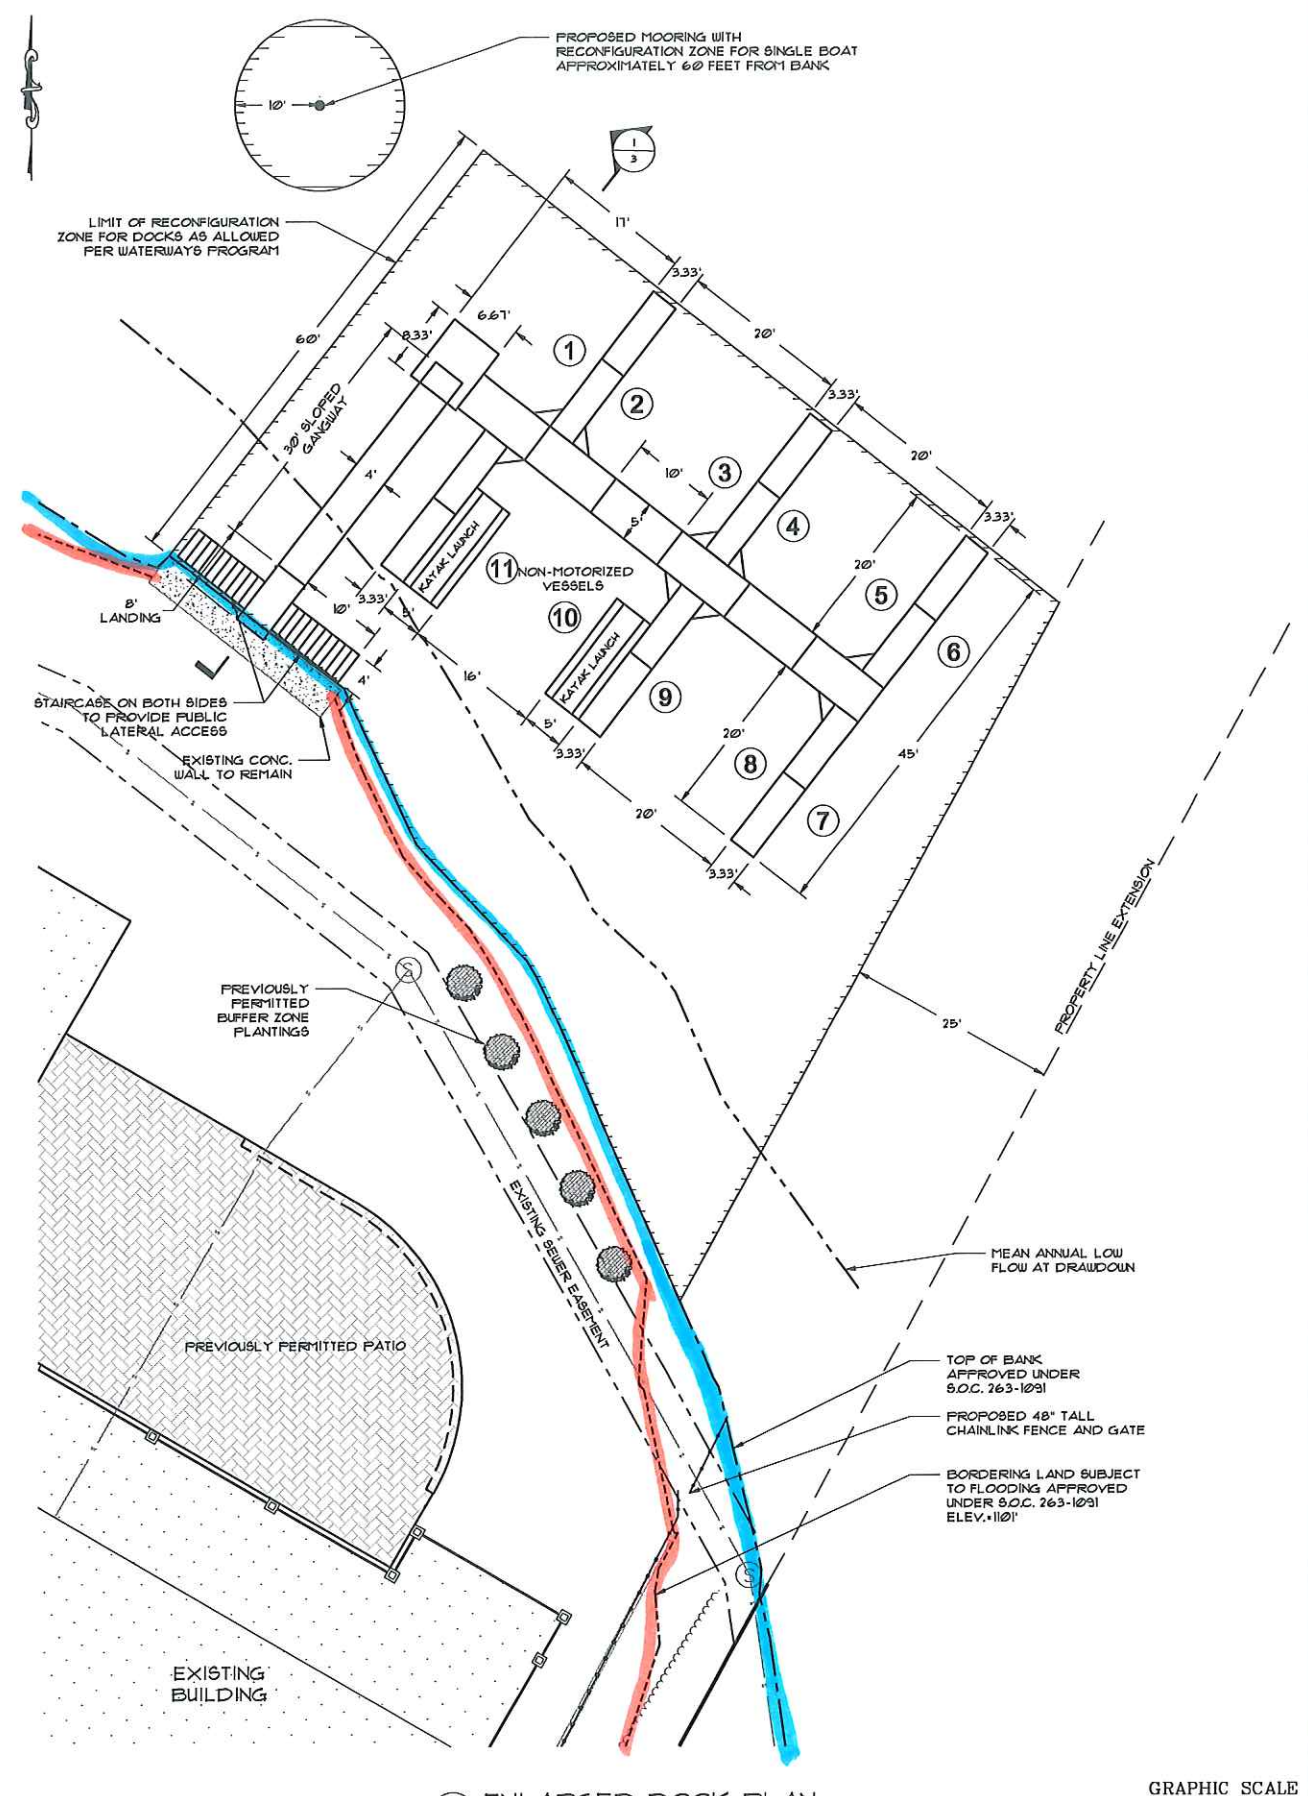 PROPOSED MOORING WITH
RECONFIGURATION ZONE FOR SINGLE BOAT
APPROXIMATELY 60 FEET FROM BANK
10'
1
3
LIMIT OF RECONFIGURATION
ZONE FOR DOCKS AS ALLOWED
PER WATERWAYS PROGRAM
17'
3.33'
20'
3.33'
20'
3.33'
60'
8.33'
6.67'
30' SLOPED
GANGWAY
4'
1
2
3
4
5
6
10'
5'
20'
KAYAK LAUNCH
11 NON-MOTORIZED
VESSELS
10
KAYAK LAUNCH
9
8
7
8'
LANDING
10'
3.33'
5'
4'
16'
5'
3.33'
20'
20'
3.33'
45'
STAIRCASE ON BOTH SIDES
TO PROVIDE PUBLIC
LATERAL ACCESS
EXISTING CONC.
WALL TO REMAIN
PROPERTY LINE EXTENSION
25'
S
PREVIOUSLY
PERMITTED
BUFFER ZONE
PLANTINGS
EXISTING SEWER EASEMENT
MEAN ANNUAL LOW
FLOW AT DRAWDOWN
PREVIOUSLY PERMITTED PATIO
TOP OF BANK
APPROVED UNDER
S.O.C. 263-1091
PROPOSED 48" TALL
CHAINLINK FENCE AND GATE
BORDERING LAND SUBJECT
TO FLOODING APPROVED
UNDER S.O.C. 263-1091
ELEV.=1101'
S
EXISTING
BUILDING
ENLARGED DOCK PLAN
GRAPHIC SCALE